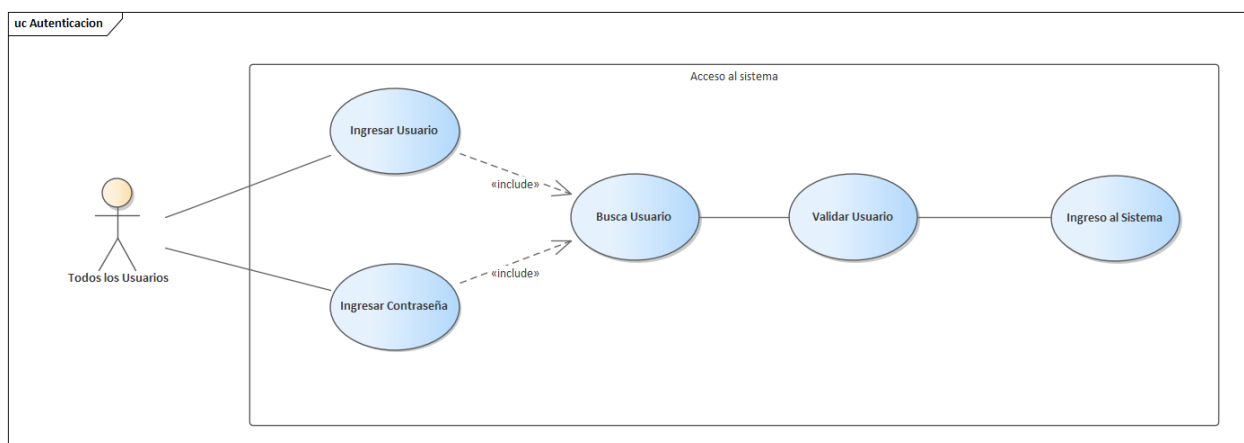 uc Autenticacion
Acceso al sistema
Ingresar Usuario
«include»
Busca Usuario
Validar Usuario
Ingreso al Sistema
«include»
Todos los Usuarios
Ingresar Contraseña